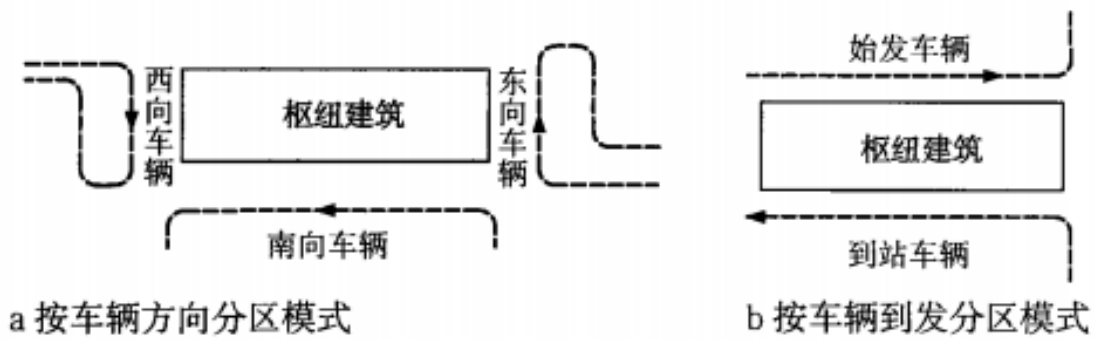 西向车辆
枢纽建筑
东向车辆
南向车辆
a 按车辆方向分区模式
始发车辆
枢纽建筑
到站车辆
b 按车辆到发分区模式